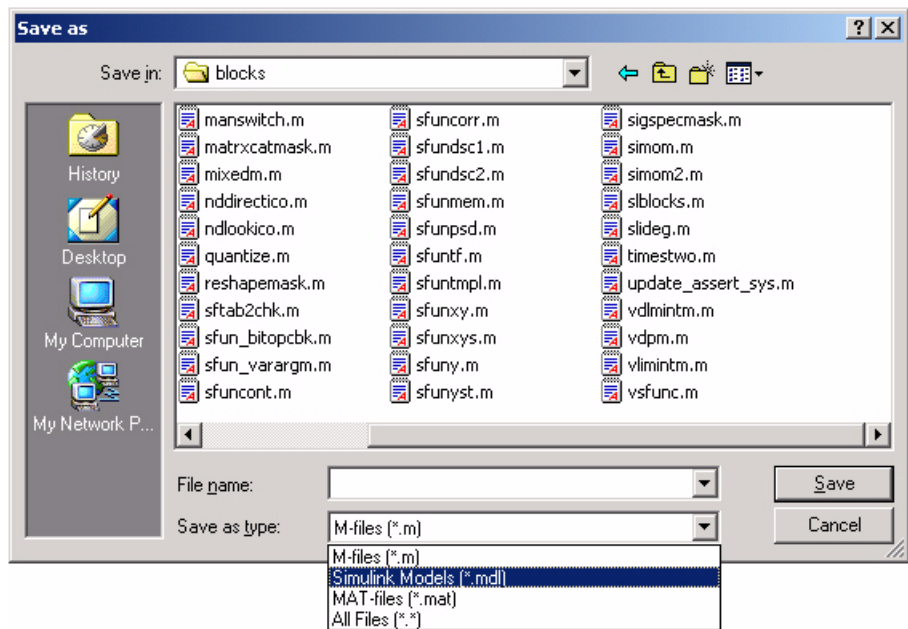 Save as
Save in: blocks
History
Desktop
My Computer
My Network P...
manswitch.m sfuncorr.m sigspecmask.m
matrxcatmask.m sfundsc1.m simom.m
mixedm.m sfundsc2.m simom2.m
nddirectico.m sfunmem.m slblocks.m
ndlookico.m sfunpsd.m slideg.m
quantize.m sfuntf.m timestwo.m
reshapemask.m sfuntmpl.m update_assert_sys.m
sftab2chk.m sfunxy.m vdlmintm.m
sfun_bitopcbk.m sfunxys.m vdpm.m
sfun_varargm.m sfuny.m vlimintm.m
sfuncont.m sfunyst.m vsfunc.m
File name: Save
Save as type: M-files (*.m) Cancel
M-files (*.m)
Simulink Models (*.mdl)
MAT-files (*.mat)
All Files (*.*)